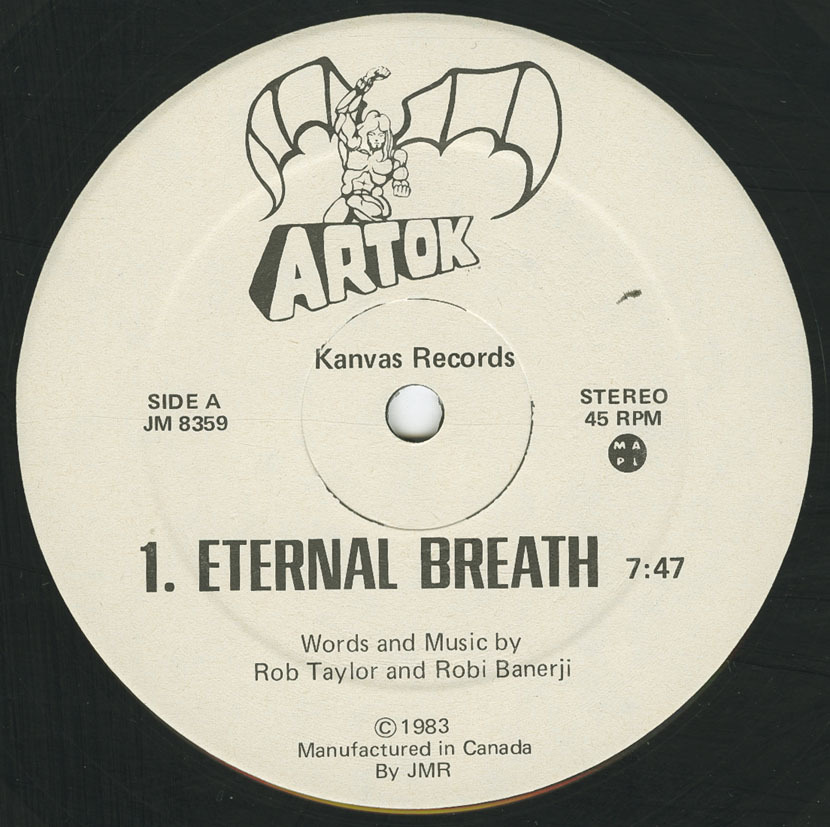 ARTOK
Kanvas Records
SIDE A
JM 8359
STEREO
45 RPM
M A
P L
1. ETERNAL BREATH 7:47
Words and Music by
Rob Taylor and Robi Banerji
©1983
Manufactured in Canada
By JMR